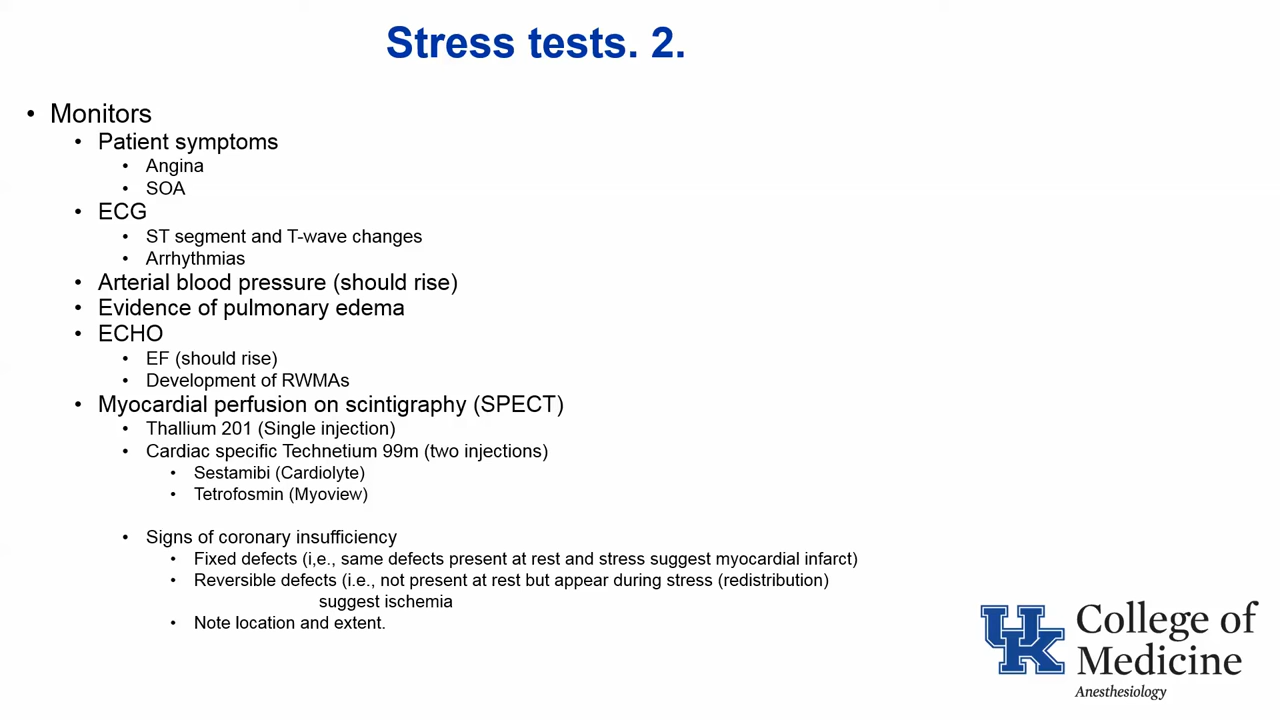 Stress tests. 2.
• Monitors
• Patient symptoms
• Angina
• SOA
• ECG
• ST segment and T-wave changes
• Arrhythmias
• Arterial blood pressure (should rise)
• Evidence of pulmonary edema
• ECHO
• EF (should rise)
• Development of RWMAs
• Myocardial perfusion on scintigraphy (SPECT)
• Thallium 201 (Single injection)
• Cardiac specific Technetium 99m (two injections)
• Sestamibi (Cardiolyte)
• Tetrofosmin (Myoview)
• Signs of coronary insufficiency
• Fixed defects (i,e., same defects present at rest and stress suggest myocardial infarct)
• Reversible defects (i.e., not present at rest but appear during stress (redistribution)
suggest ischemia
• Note location and extent.
UK College of
Medicine
Anesthesiology